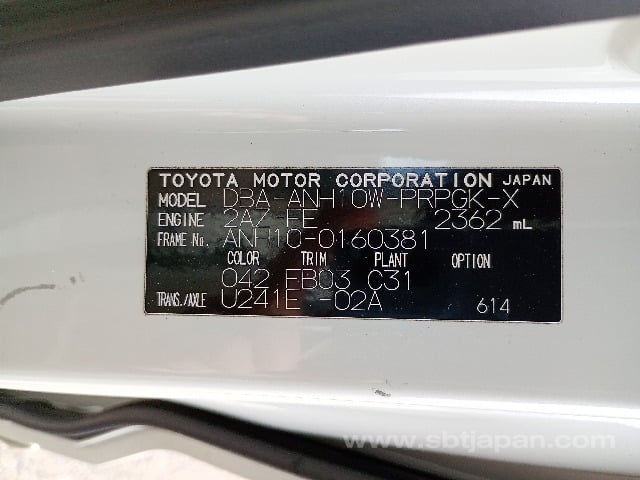 TOYOTA MOTOR CORPORATION JAPAN
MODEL DBA-ANH10W-PRPGK-X
ENGINE 2AZ-FE 2362 mL
FRAME No. ANH10-0160381
COLOR TRIM PLANT OPTION
042 FB03 C31
TRANS./AXLE U241E -02A 614
www.sbtjapan.com